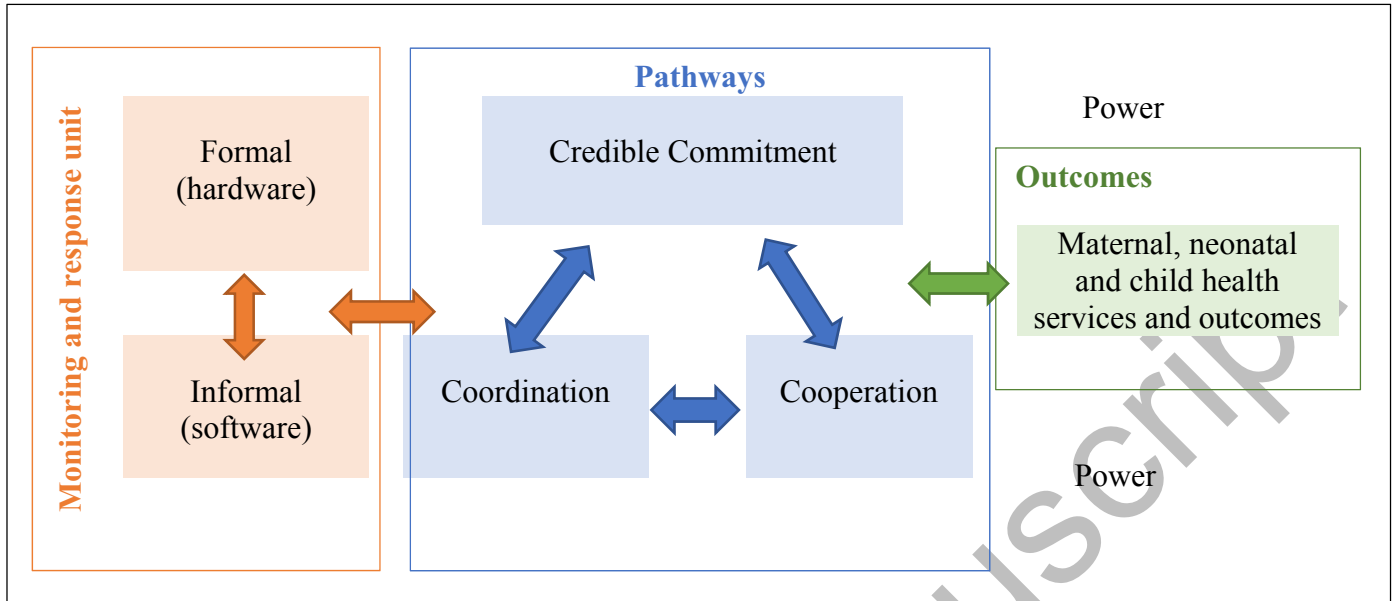 Monitoring and response unit
Formal
(hardware)
Informal
(software)
Pathways
Credible Commitment
Coordination
Cooperation
Power
Outcomes
Maternal, neonatal
and child health
services and outcomes
Power